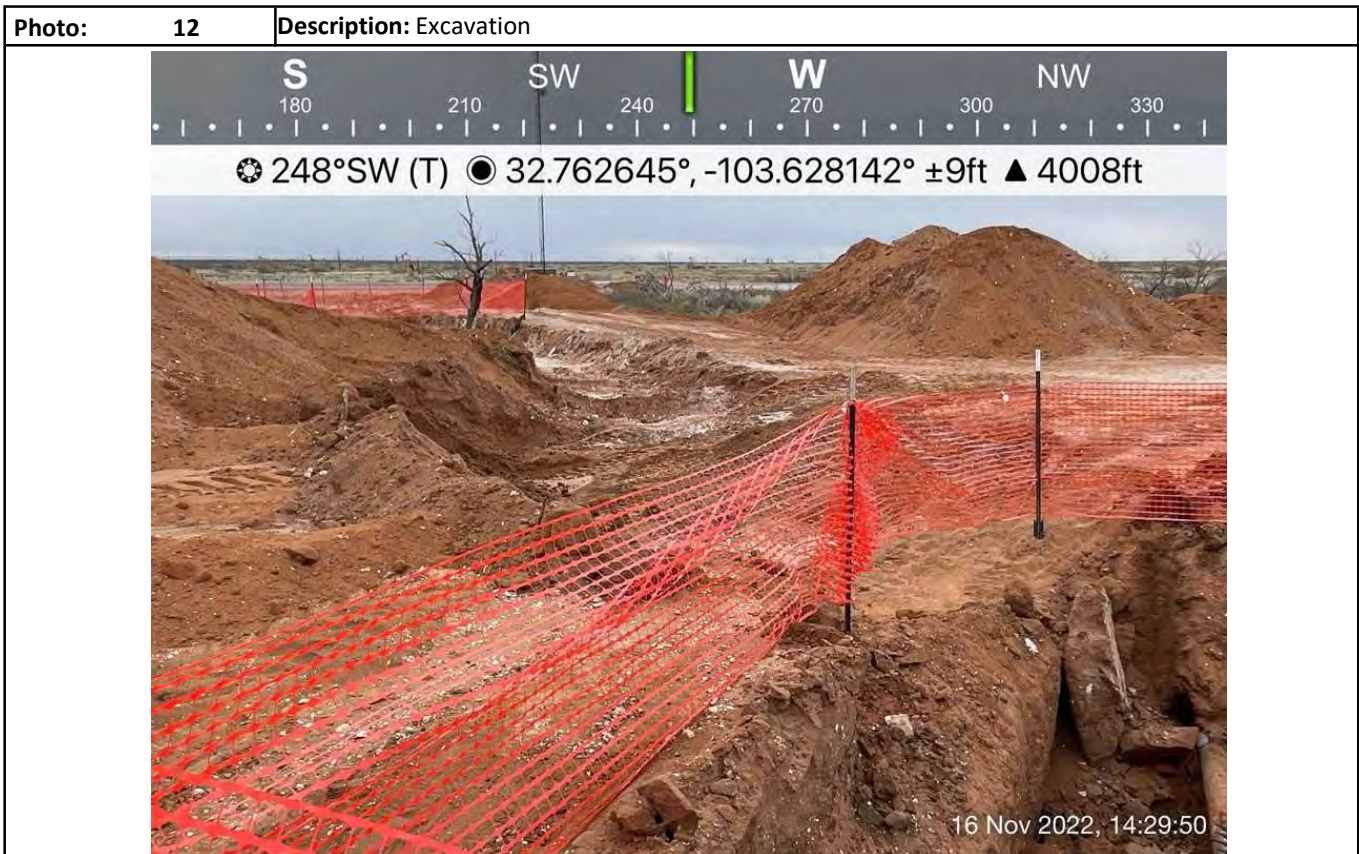 Photo: 12 Description: Excavation
S SW W NW
180 210 240 270 300 330
248°SW (T) 32.762645°, -103.628142° ±9ft ▲ 4008ft
16 Nov 2022, 14:29:50